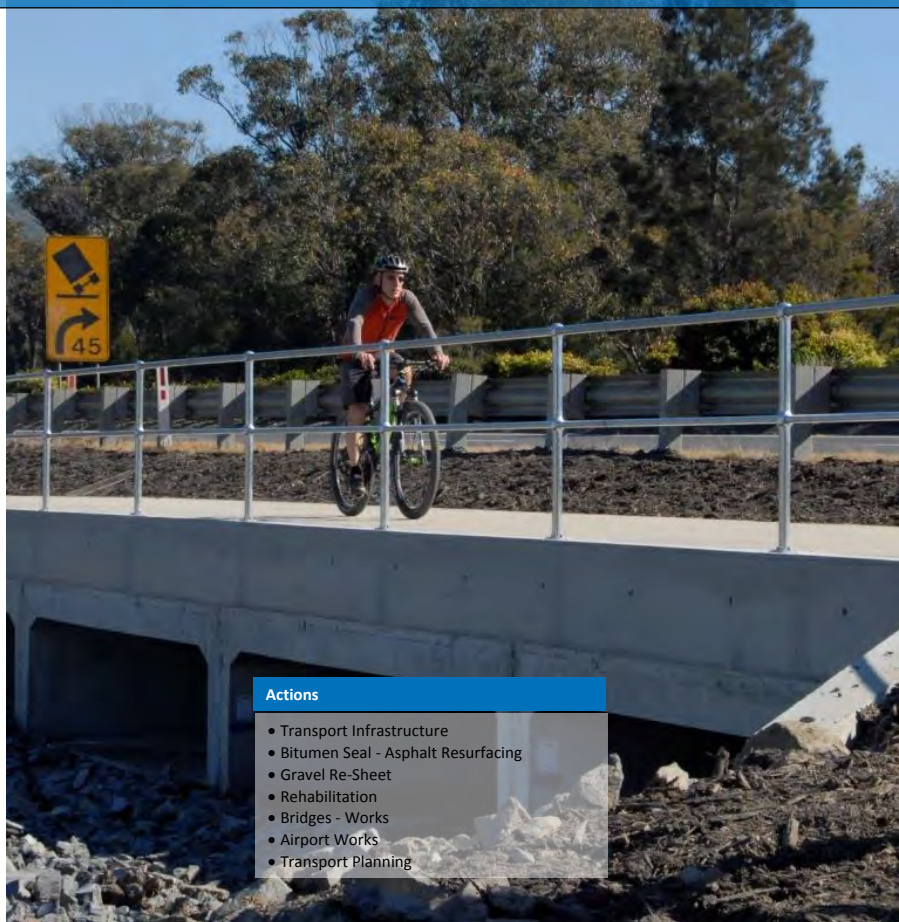 45
Actions
• Transport Infrastructure
• Bitumen Seal - Asphalt Resurfacing
• Gravel Re-Sheet
• Rehabilitation
• Bridges - Works
• Airport Works
• Transport Planning